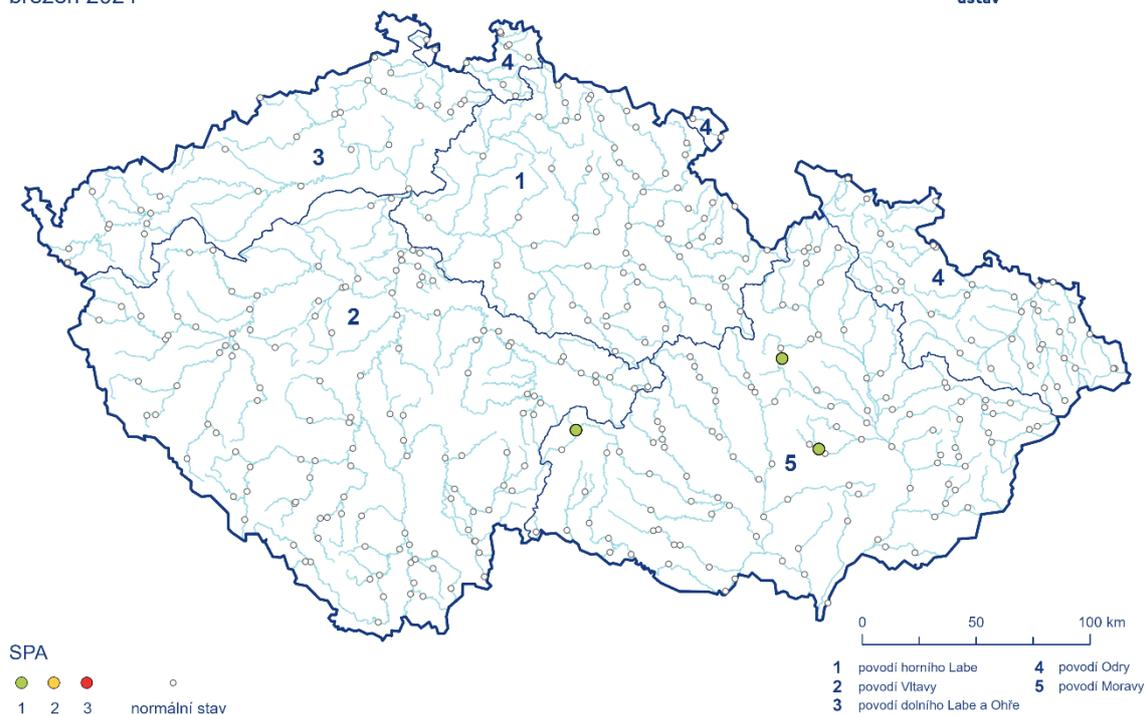 březen 2024
ústav
4
4
3
1
4
2
5
0 50 100 km
SPA
1 2 3 normální stav
1 povodí horního Labe
2 povodí Vltavy
3 povodí dolního Labe a Ohře
4 povodí Odry
5 povodí Moravy